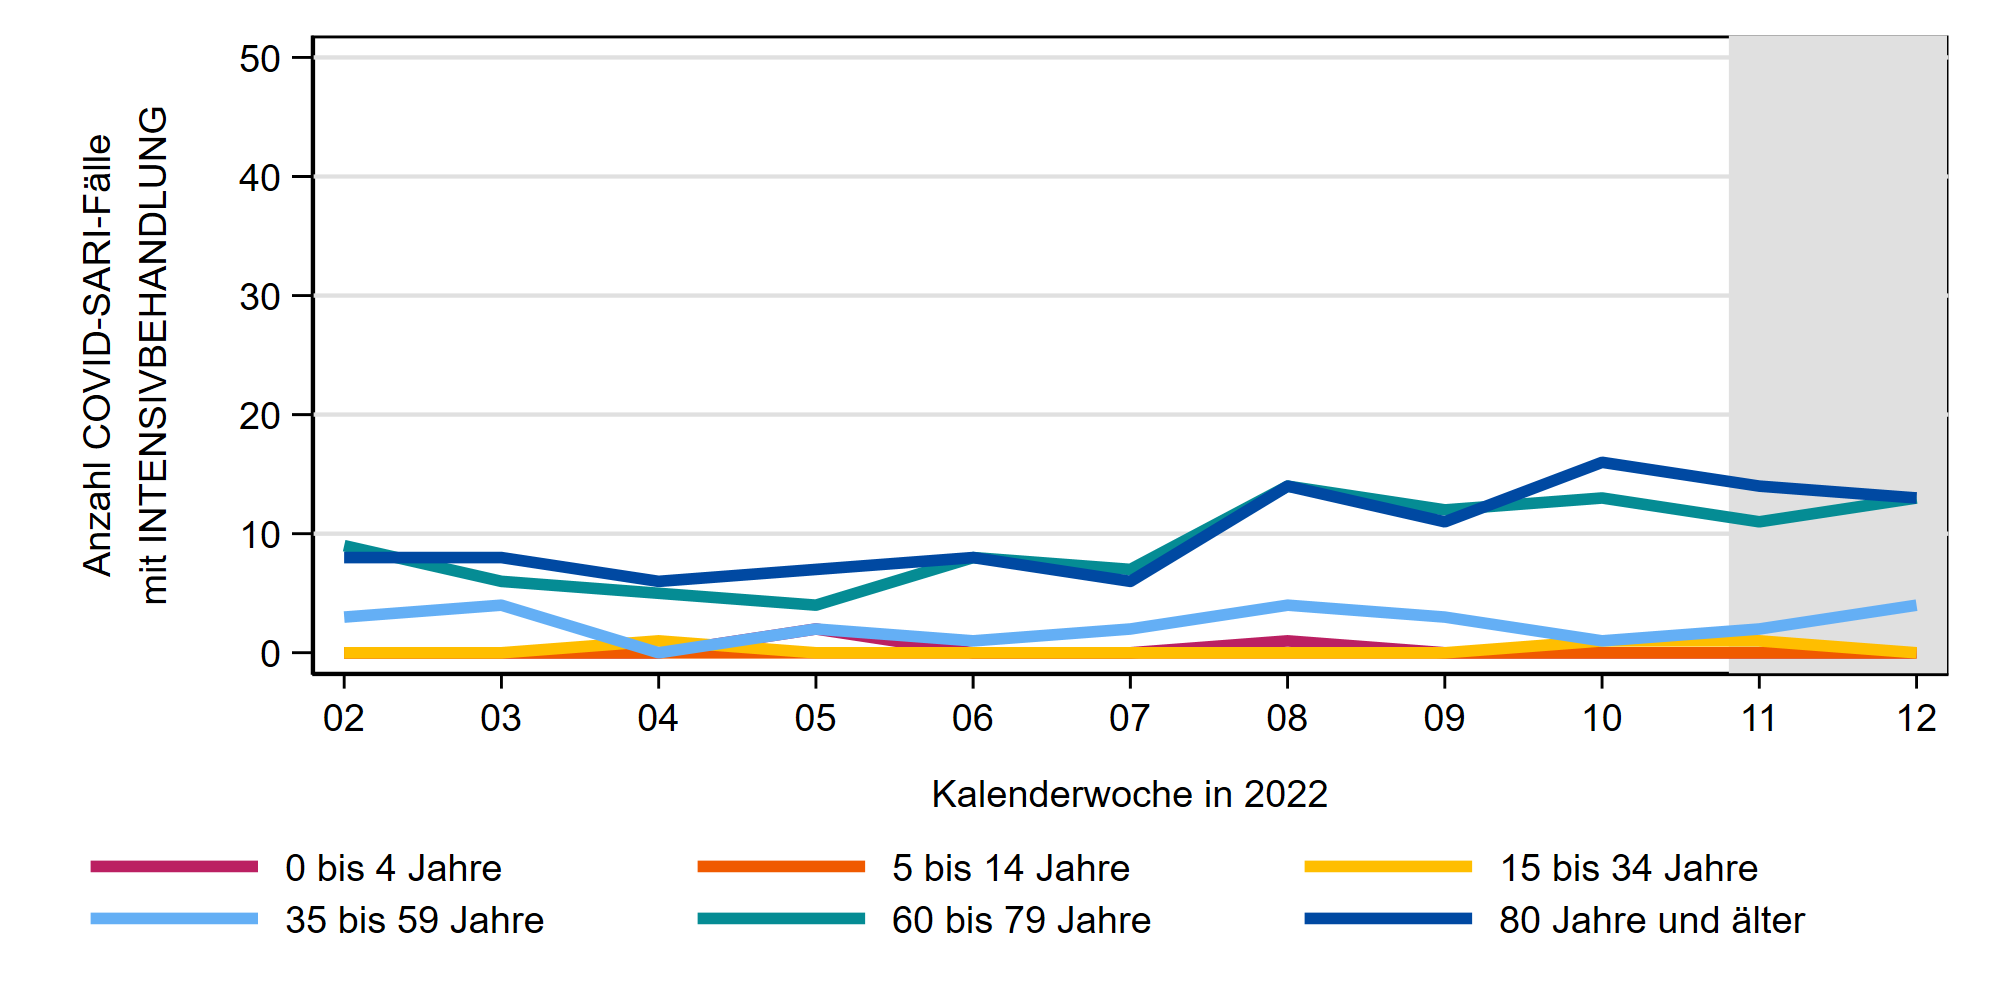 Anzahl COVID-SARI-Fälle
mit INTENSIVBEHANDLUNG
50
40
30
20
10
0
02 03 04 05 06 07 08 09 10 11 12
Kalenderwoche in 2022
0 bis 4 Jahre 5 bis 14 Jahre 15 bis 34 Jahre
35 bis 59 Jahre 60 bis 79 Jahre 80 Jahre und älter